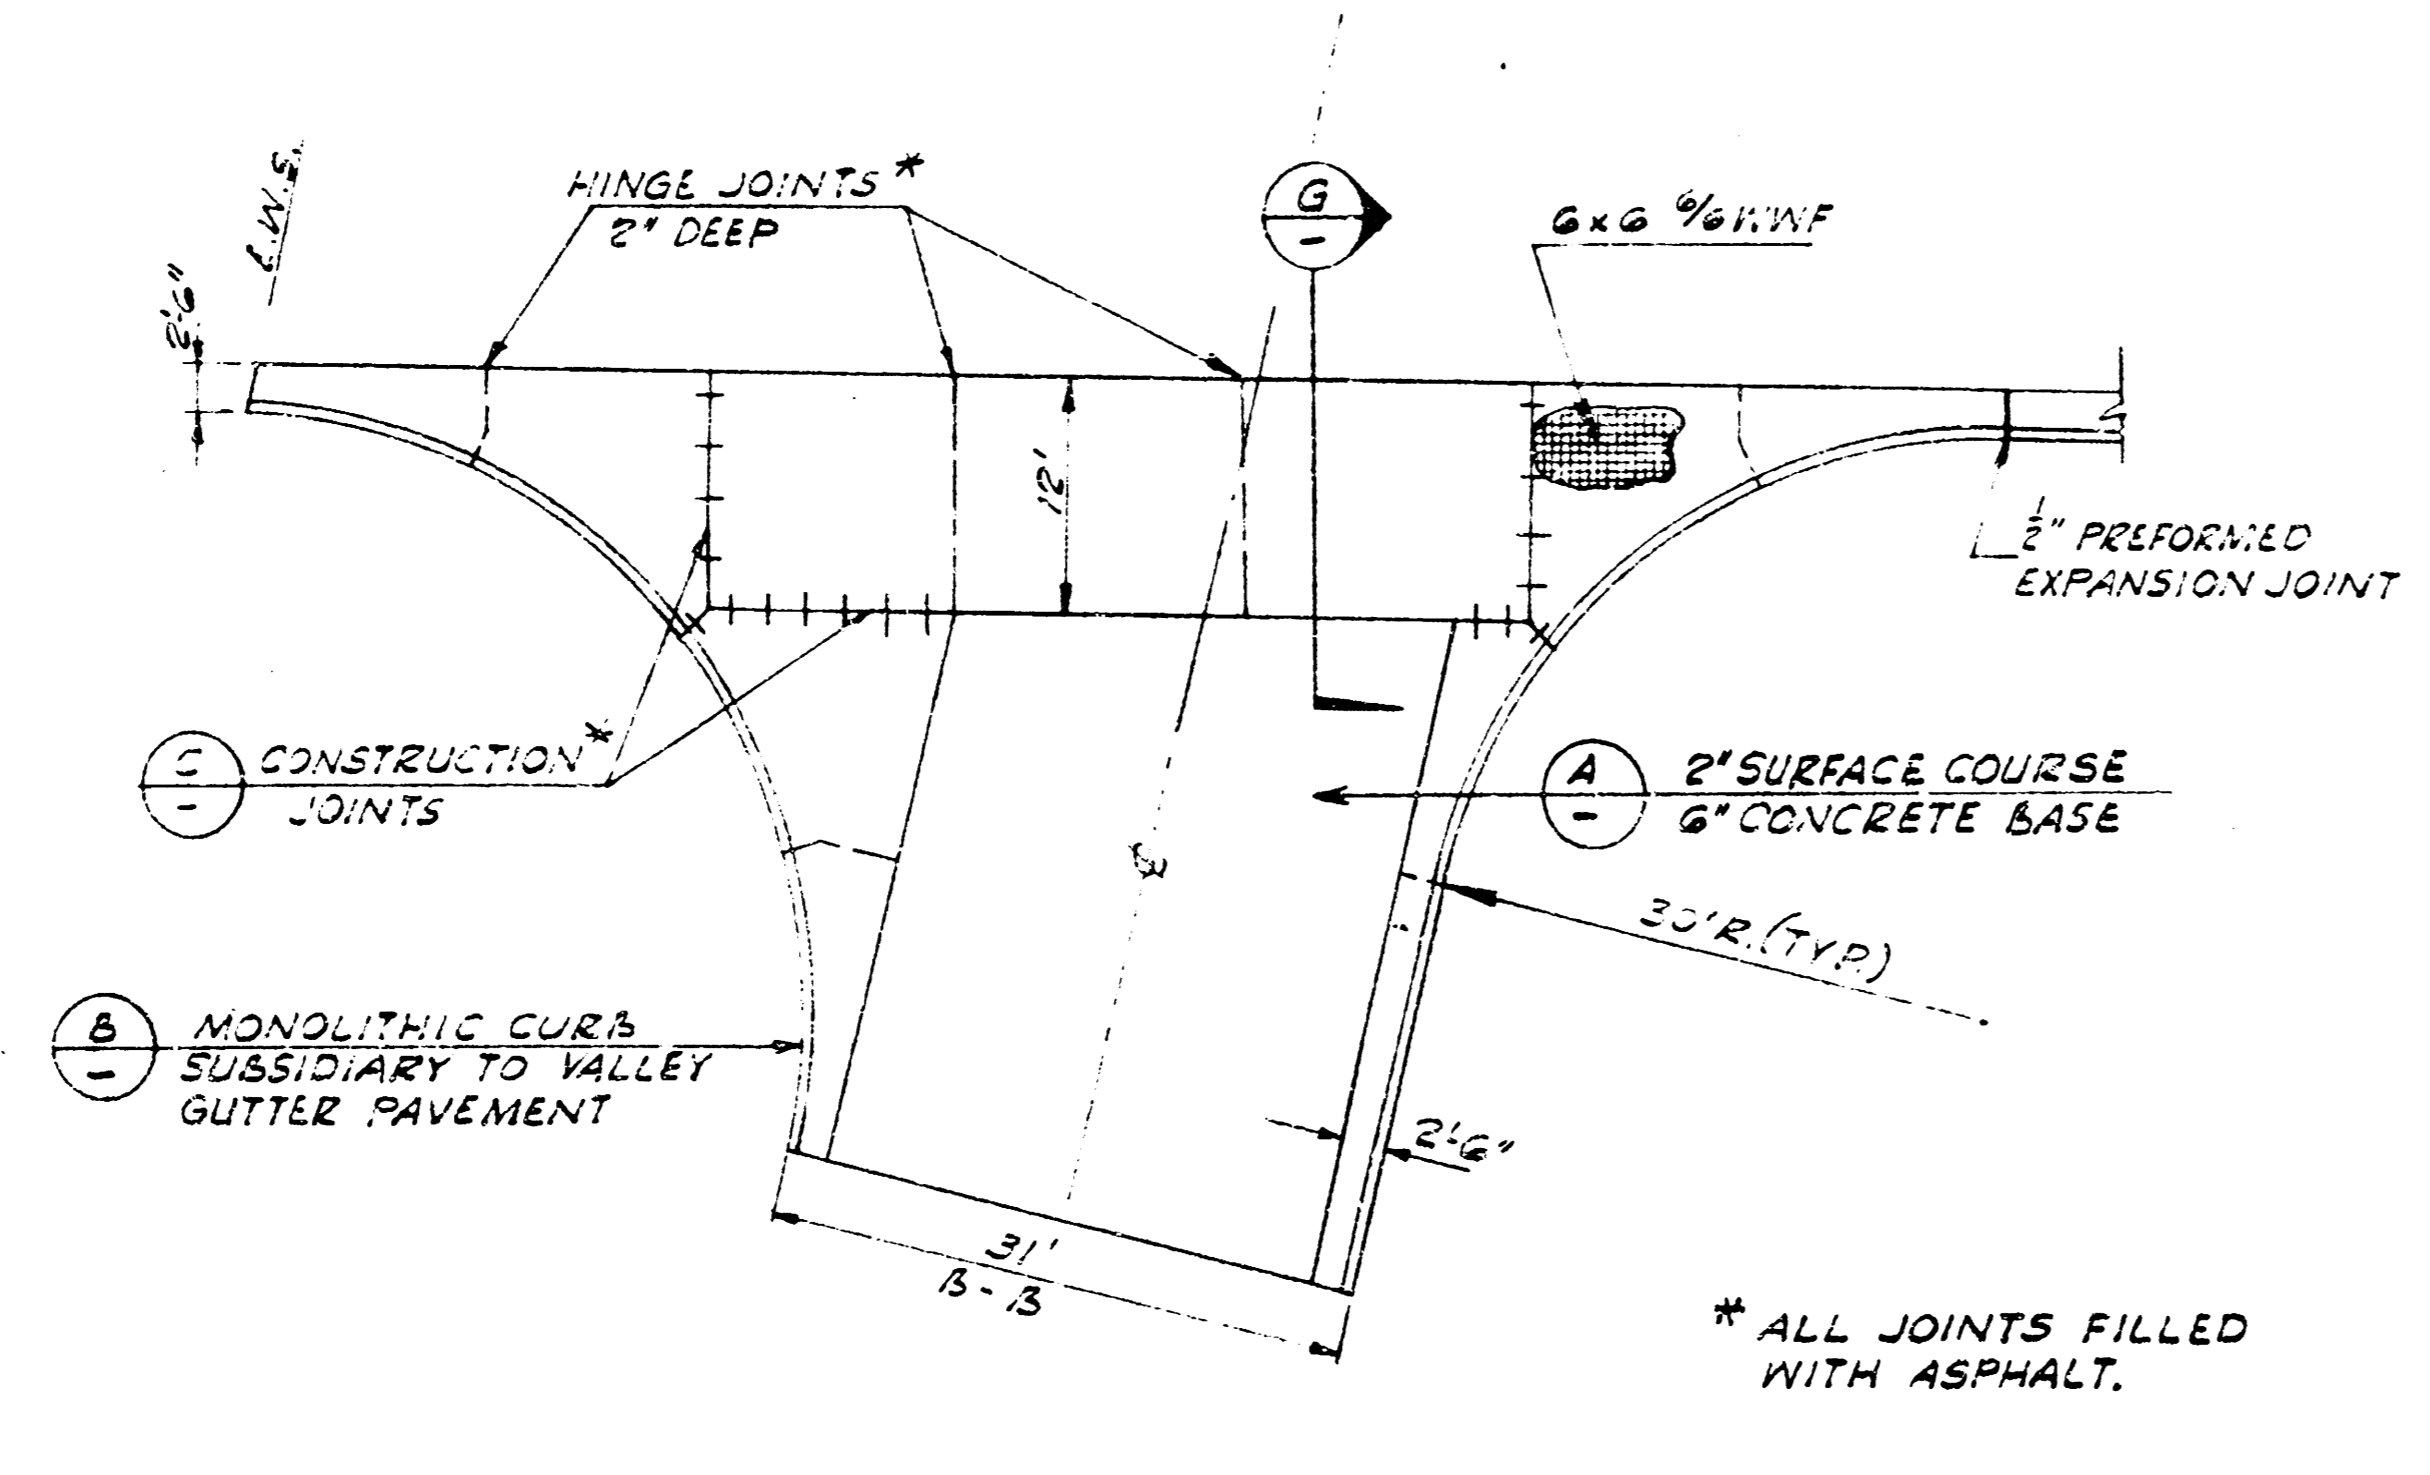 HINGE JOINTS*
2" DEEP
G
-
6x6 6/6 WWF
2'-6"
12'
1/2" PREFORMED
EXPANSION JOINT
C
-
CONSTRUCTION*
JOINTS
A
-
2" SURFACE COURSE
6" CONCRETE BASE
℄
30' R. (TYP.)
B
-
MONOLITHIC CURB
SUBSIDIARY TO VALLEY
GUTTER PAVEMENT
2'-6"
31'
B-B
* ALL JOINTS FILLED
WITH ASPHALT.